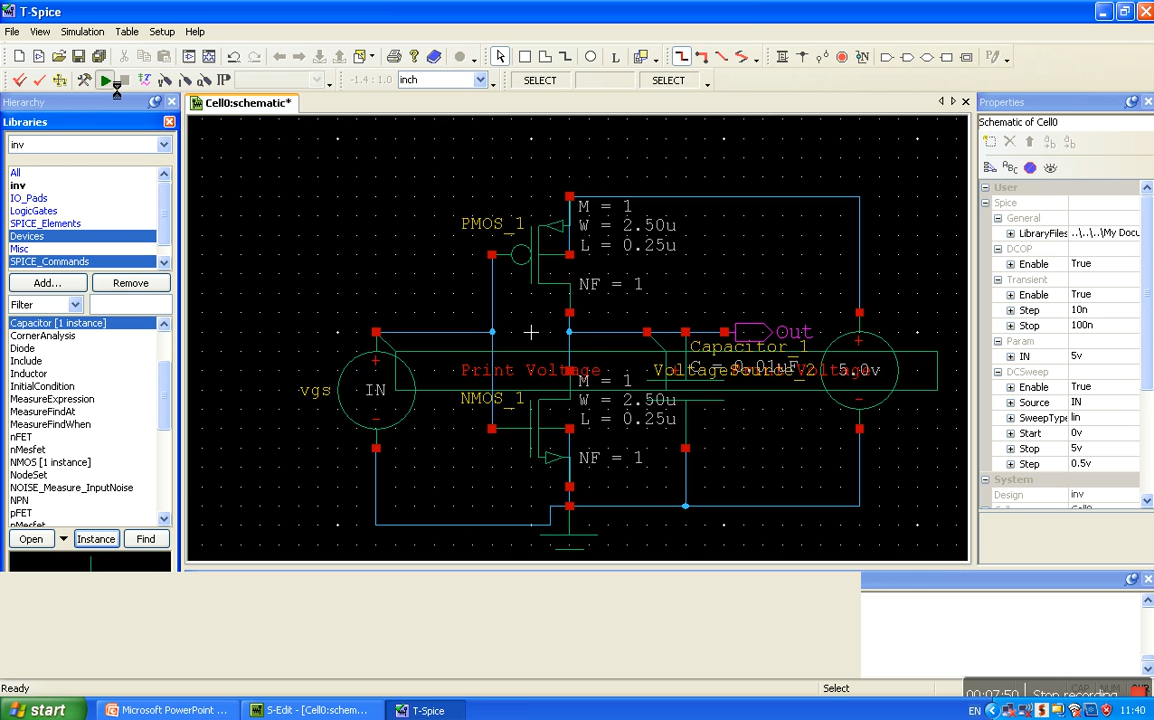 T-Spice
File View Simulation Table Setup Help
-1.4 : 1.0 inch SELECT SELECT
Hierarchy
Cell0:schematic*
Properties
Libraries
Schematic of Cell0
inv
All
inv
IO_Pads
LogicGates
SPICE_Elements
Devices
Misc
SPICE_Commands
Add... Remove
Filter
Capacitor [1 instance]
CornerAnalysis
Diode
Include
Inductor
InitialCondition
MeasureExpression
MeasureFindAt
MeasureFindWhen
nFET
nMesfet
NMOS [1 instance]
NodeSet
NOISE_Measure_InputNoise
NPN
pFET
Open Instance Find
PMOS_1
M = 1
W = 2.50u
L = 0.25u
NF = 1
Out
Capacitor_1
Print Voltage
VoltageSource_2
5.0v
vgs
IN
NMOS_1
M = 1
W = 2.50u
L = 0.25u
NF = 1
User
Spice
General
LibraryFiles ..\..\..\My Docu
DCOP
Enable True
Transient
Enable True
Step 10n
Stop 100n
Param
IN 5v
DCSweep
Enable True
Source IN
SweepType lin
Start 0v
Stop 5v
Step 0.5v
System
Design inv
Ready
Select
00:07:50 Stop recording
start
Microsoft PowerPoint ...
S-Edit - [Cell0:schem...
T-Spice
EN
11:40